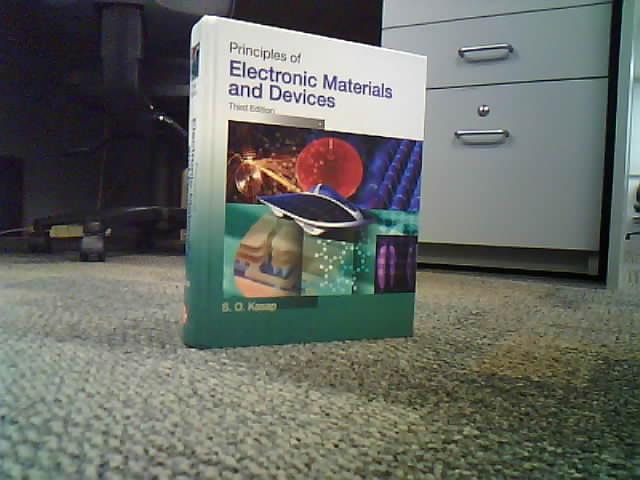 Principles of
Electronic Materials
and Devices
Third Edition
S. O. Kasap